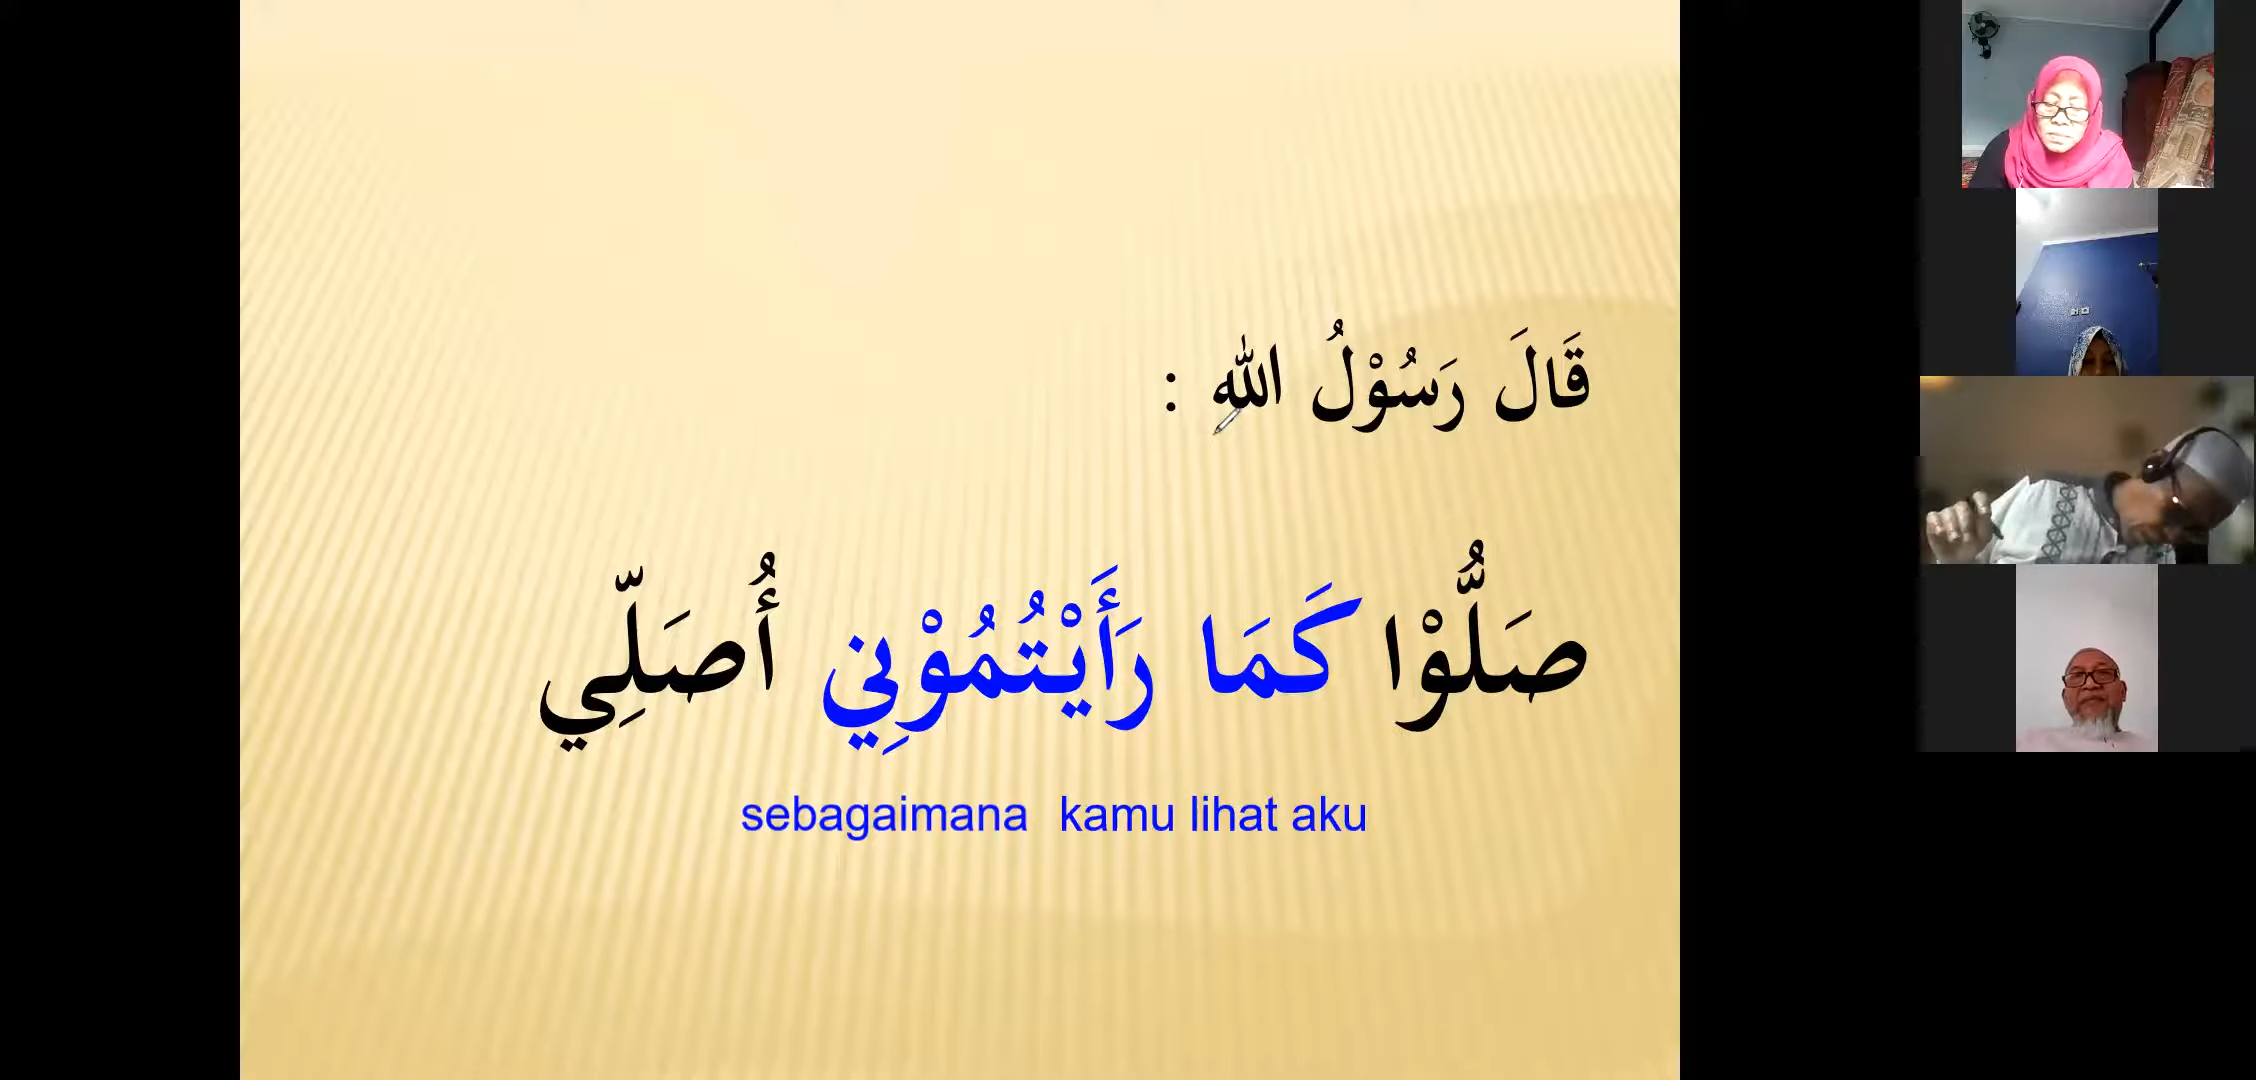 قَالَ رَسُوْلُ اللهِ :
صَلُّوْا كَمَا رَأَيْتُمُوْنِي أُصَلِّي
sebagaimana kamu lihat aku